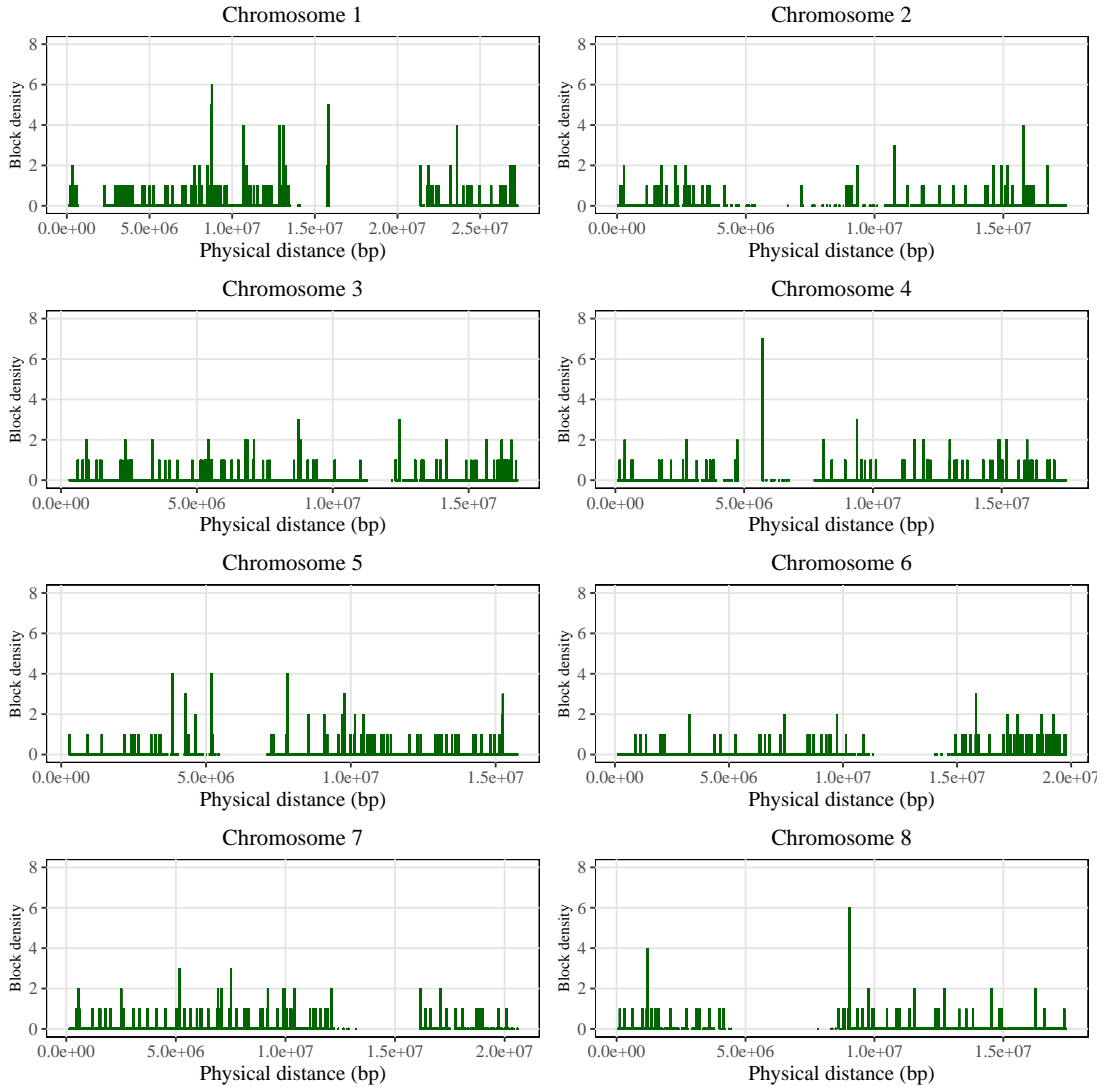 Chromosome 1
8
6
4
2
0
Block density
0.0e+00 5.0e+06 1.0e+07 1.5e+07 2.0e+07 2.5e+07
Physical distance (bp)
Chromosome 2
8
6
4
2
0
Block density
0.0e+00 5.0e+06 1.0e+07 1.5e+07
Physical distance (bp)
Chromosome 3
8
6
4
2
0
Block density
0.0e+00 5.0e+06 1.0e+07 1.5e+07
Physical distance (bp)
Chromosome 4
8
6
4
2
0
Block density
0.0e+00 5.0e+06 1.0e+07 1.5e+07
Physical distance (bp)
Chromosome 5
8
6
4
2
0
Block density
0.0e+00 5.0e+06 1.0e+07 1.5e+07
Physical distance (bp)
Chromosome 6
8
6
4
2
0
Block density
0.0e+00 5.0e+06 1.0e+07 1.5e+07 2.0e+07
Physical distance (bp)
Chromosome 7
8
6
4
2
0
Block density
0.0e+00 5.0e+06 1.0e+07 1.5e+07 2.0e+07
Physical distance (bp)
Chromosome 8
8
6
4
2
0
Block density
0.0e+00 5.0e+06 1.0e+07 1.5e+07
Physical distance (bp)